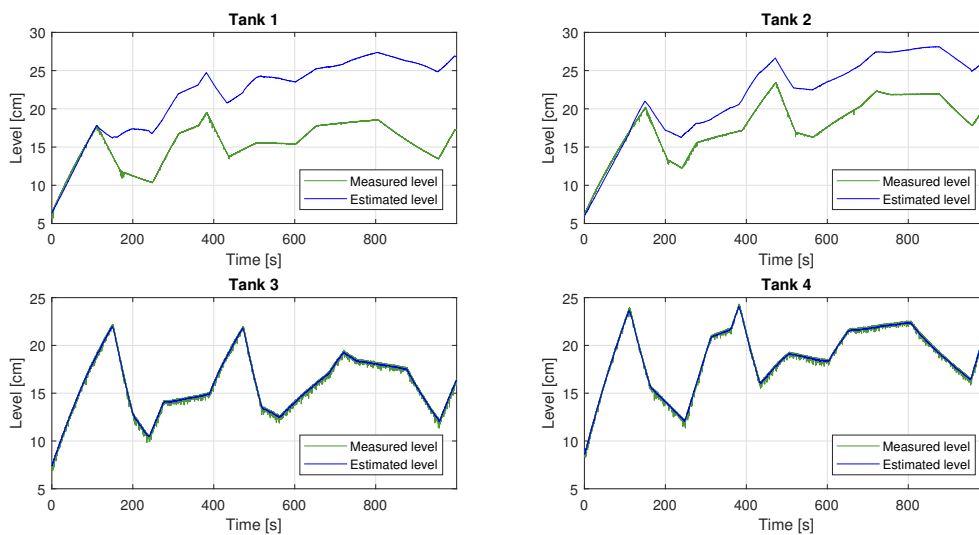 Tank 1
30
25
20
15
10
5
Level [cm]
0 200 400 600 800
Time [s]
Measured level
Estimated level
Tank 2
30
25
20
15
10
5
Level [cm]
0 200 400 600 800
Time [s]
Measured level
Estimated level
Tank 3
25
20
15
10
5
Level [cm]
0 200 400 600 800
Time [s]
Measured level
Estimated level
Tank 4
25
20
15
10
5
Level [cm]
0 200 400 600 800
Time [s]
Measured level
Estimated level